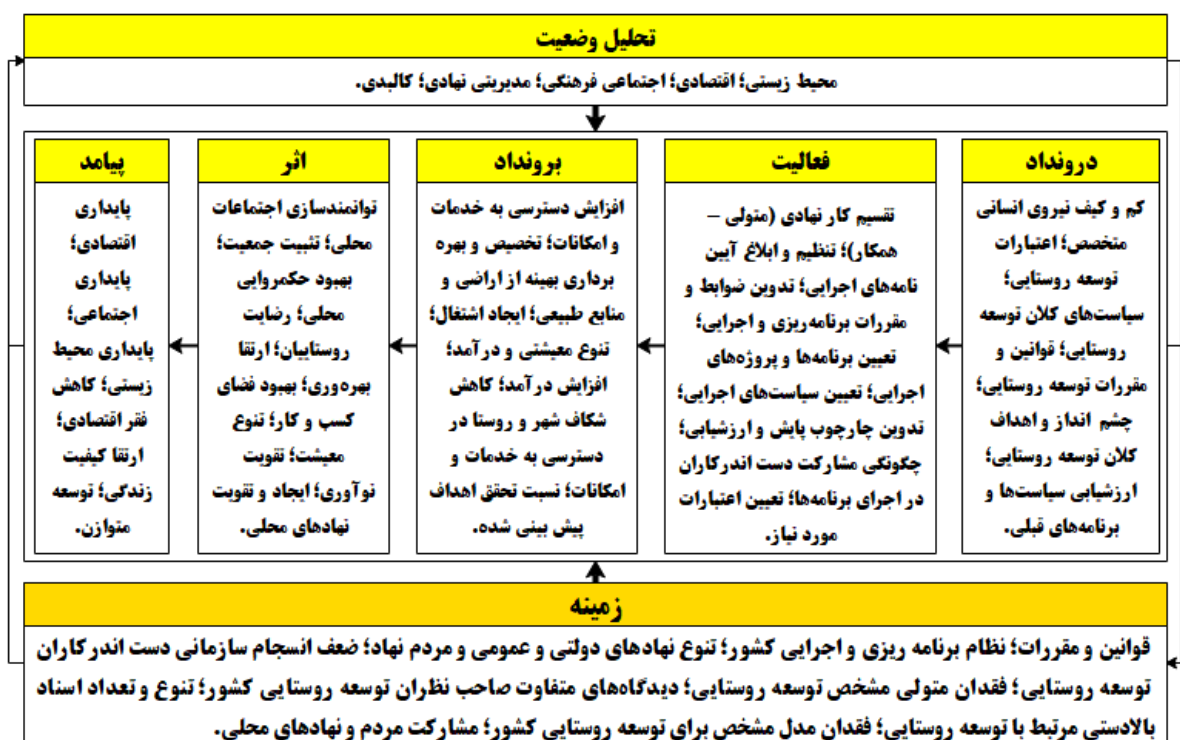 تحلیل وضعیت
محیط زیستی؛ اقتصادی؛ اجتماعی فرهنگی؛ مدیریتی نهادی؛ کالبدی.
درونداد
کم و کیف نیروی انسانی
متخصص؛ اعتبارات
توسعه روستایی؛
سیاست‌های کلان توسعه
روستایی؛ قوانین و
مقررات توسعه روستایی؛
چشم انداز و اهداف
کلان توسعه روستایی؛
ارزشیابی سیاست‌ها و
برنامه‌های قبلی.
فعالیت
تقسیم کار نهادی (متولی –
همکار)؛ تنظیم و ابلاغ آیین
نامه‌های اجرایی؛ تدوین ضوابط و
مقررات برنامه‌ریزی و اجرایی؛
تعیین برنامه‌ها و پروژه‌های
اجرایی؛ تعیین سیاست‌های اجرایی؛
تدوین چارچوب پایش و ارزشیابی؛
چگونگی مشارکت دست اندرکاران
در اجرای برنامه‌ها؛ تعیین اعتبارات
مورد نیاز.
برونداد
افزایش دسترسی به خدمات
و امکانات؛ تخصیص و بهره
برداری بهینه از اراضی و
منابع طبیعی؛ ایجاد اشتغال؛
تنوع معیشتی و درآمد؛
افزایش درآمد؛ کاهش
شکاف شهر و روستا در
دسترسی به خدمات و
امکانات؛ نسبت تحقق اهداف
پیش بینی شده.
اثر
توانمندسازی اجتماعات
محلی؛ تثبیت جمعیت؛
بهبود حکمروایی
محلی؛ رضایت
روستاییان؛ ارتقا
بهره‌وری؛ بهبود فضای
کسب و کار؛ تنوع
معیشت؛ تقویت
نوآوری؛ ایجاد و تقویت
نهادهای محلی.
پیامد
پایداری
اقتصادی؛
پایداری
اجتماعی؛
پایداری محیط
زیستی؛ کاهش
فقر اقتصادی؛
ارتقا کیفیت
زندگی؛ توسعه
متوازن.
زمینه
قوانین و مقررات؛ نظام برنامه ریزی و اجرایی کشور؛ تنوع نهادهای دولتی و عمومی و مردم نهاد؛ ضعف انسجام سازمانی دست اندرکاران
توسعه روستایی؛ فقدان متولی مشخص توسعه روستایی؛ دیدگاه‌های متفاوت صاحب نظران توسعه روستایی کشور؛ تنوع و تعداد اسناد
بالادستی مرتبط با توسعه روستایی؛ فقدان مدل مشخص برای توسعه روستایی کشور؛ مشارکت مردم و نهادهای محلی.